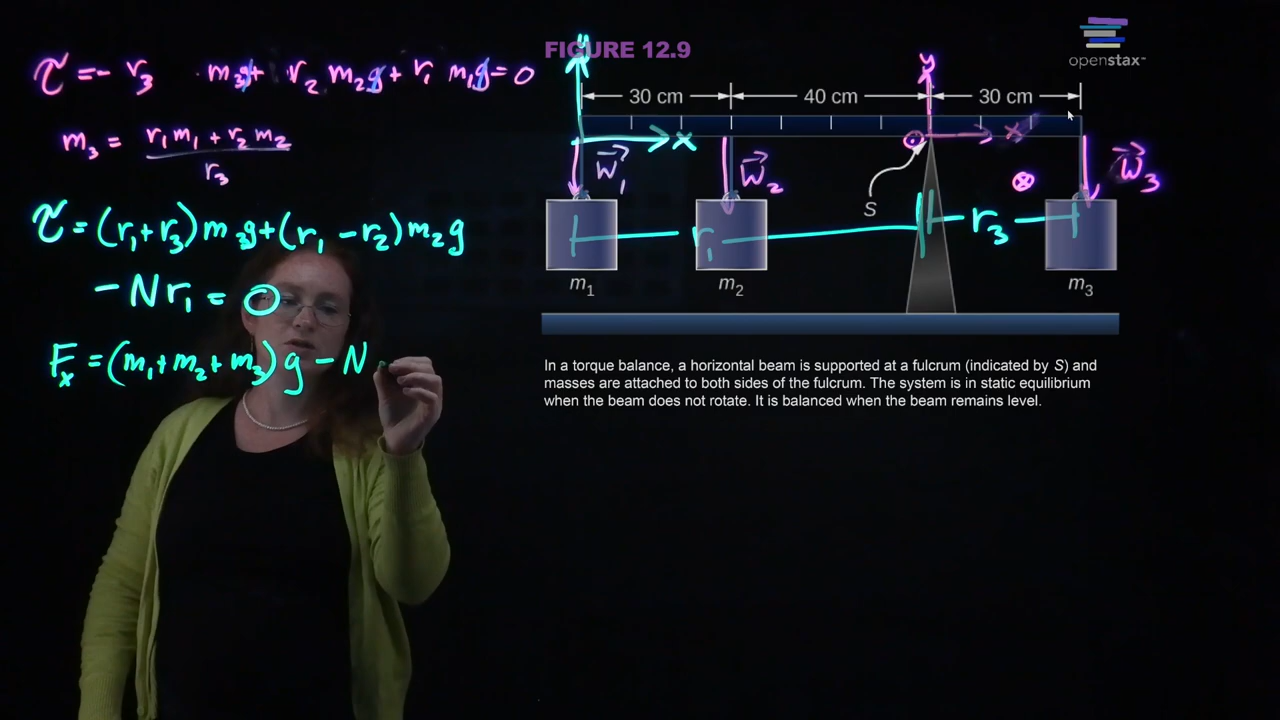 τ = - r₃ m₃g + r₂ m₂g + r₁ m₁g = 0
m₃ = (r₁m₁ + r₂m₂) / r₃
τ = (r₁+r₃)m₃g+(r₁ -r₂)m₂g
- N r₁ = 0
Fₓ = (m₁+m₂+m₃)g - N
FIGURE 12.9
openstax™
y
y
30 cm
40 cm
30 cm
x
x
W₁
W₂
W₃
S
r₁
r₃
m₁
m₂
m₃
In a torque balance, a horizontal beam is supported at a fulcrum (indicated by S) and
masses are attached to both sides of the fulcrum. The system is in static equilibrium
when the beam does not rotate. It is balanced when the beam remains level.